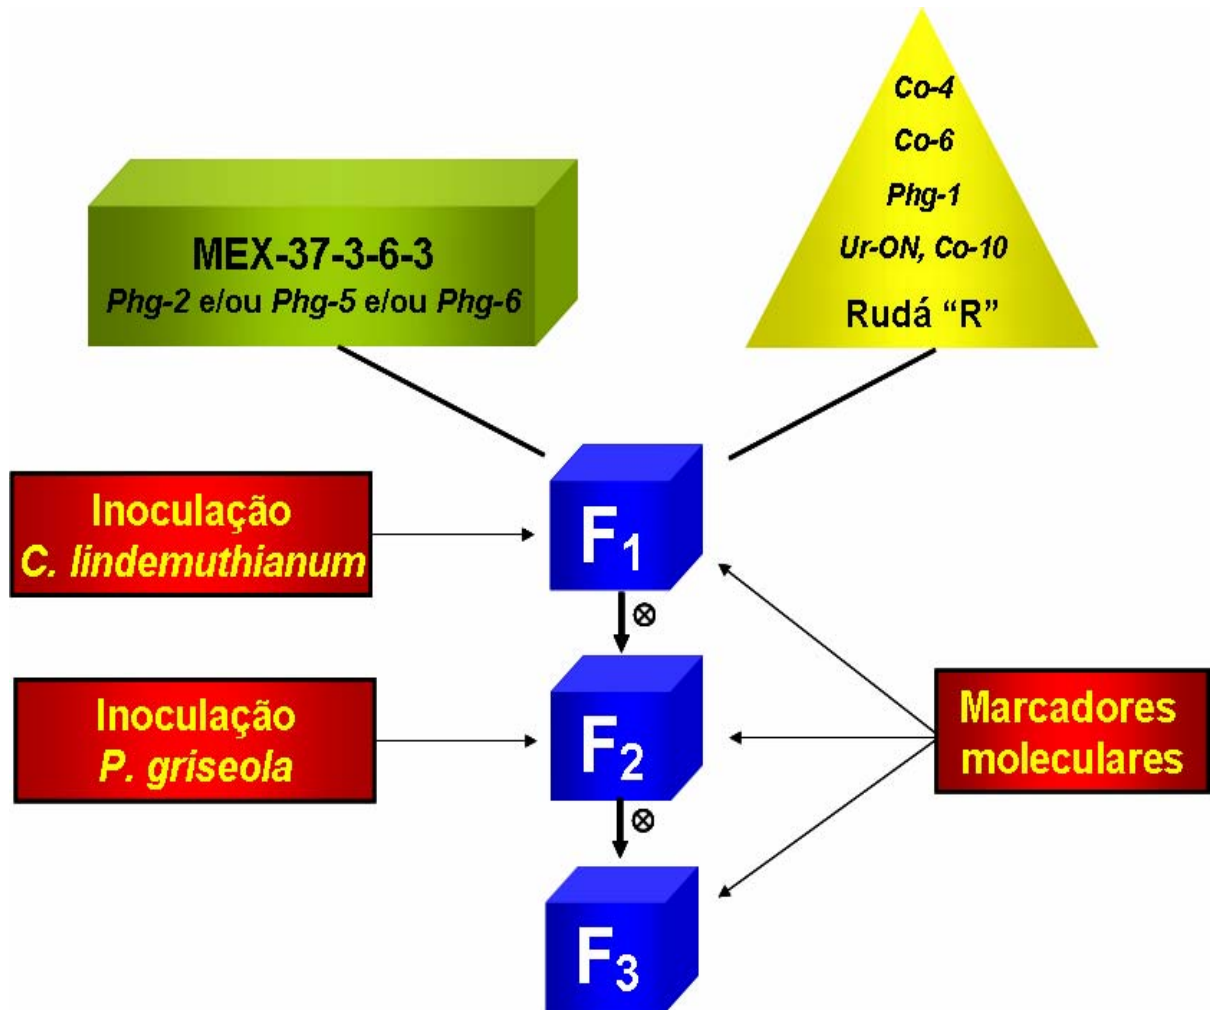 MEX-37-3-6-3
Phg-2 e/ou Phg-5 e/ou Phg-6
Co-4
Co-6
Phg-1
Ur-ON, Co-10
Rudá “R”
Inoculação
C. lindemuthianum
F1
⊗
Inoculação
P. griseola
F2
Marcadores
moleculares
⊗
F3